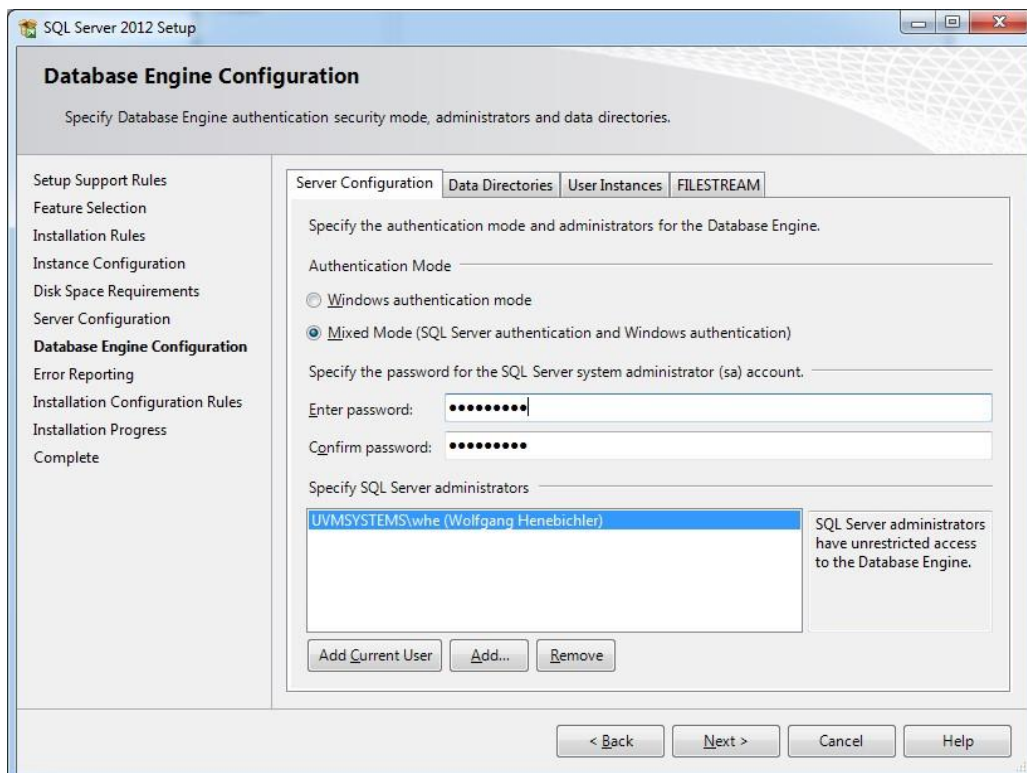 SQL Server 2012 Setup
Database Engine Configuration
Specify Database Engine authentication security mode, administrators and data directories.
Setup Support Rules
Feature Selection
Installation Rules
Instance Configuration
Disk Space Requirements
Server Configuration
Database Engine Configuration
Error Reporting
Installation Configuration Rules
Installation Progress
Complete
Server Configuration Data Directories User Instances FILESTREAM
Specify the authentication mode and administrators for the Database Engine.
Authentication Mode
Windows authentication mode
Mixed Mode (SQL Server authentication and Windows authentication)
Specify the password for the SQL Server system administrator (sa) account.
Enter password: ●●●●●●●●●
Confirm password: ●●●●●●●●●
Specify SQL Server administrators
UVMSYSTEMS\whe (Wolfgang Henebichler)
SQL Server administrators
have unrestricted access
to the Database Engine.
Add Current User Add... Remove
< Back Next > Cancel Help